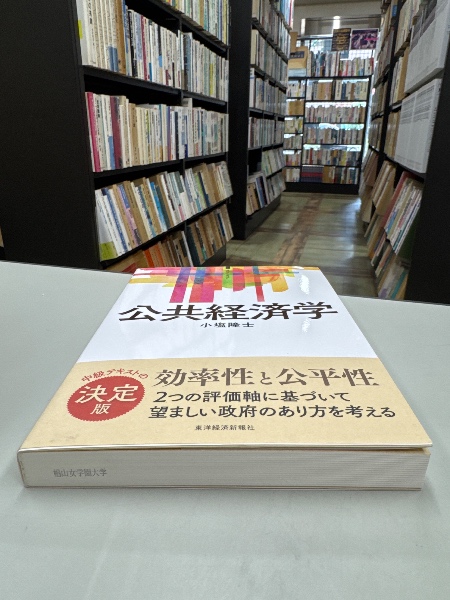 公共経済学
小塩隆士
中級テキストの
決定
版
効率性と公平性
2つの評価軸に基づいて
望ましい政府のあり方を考える
東洋経済新報社
椙山女学園大学